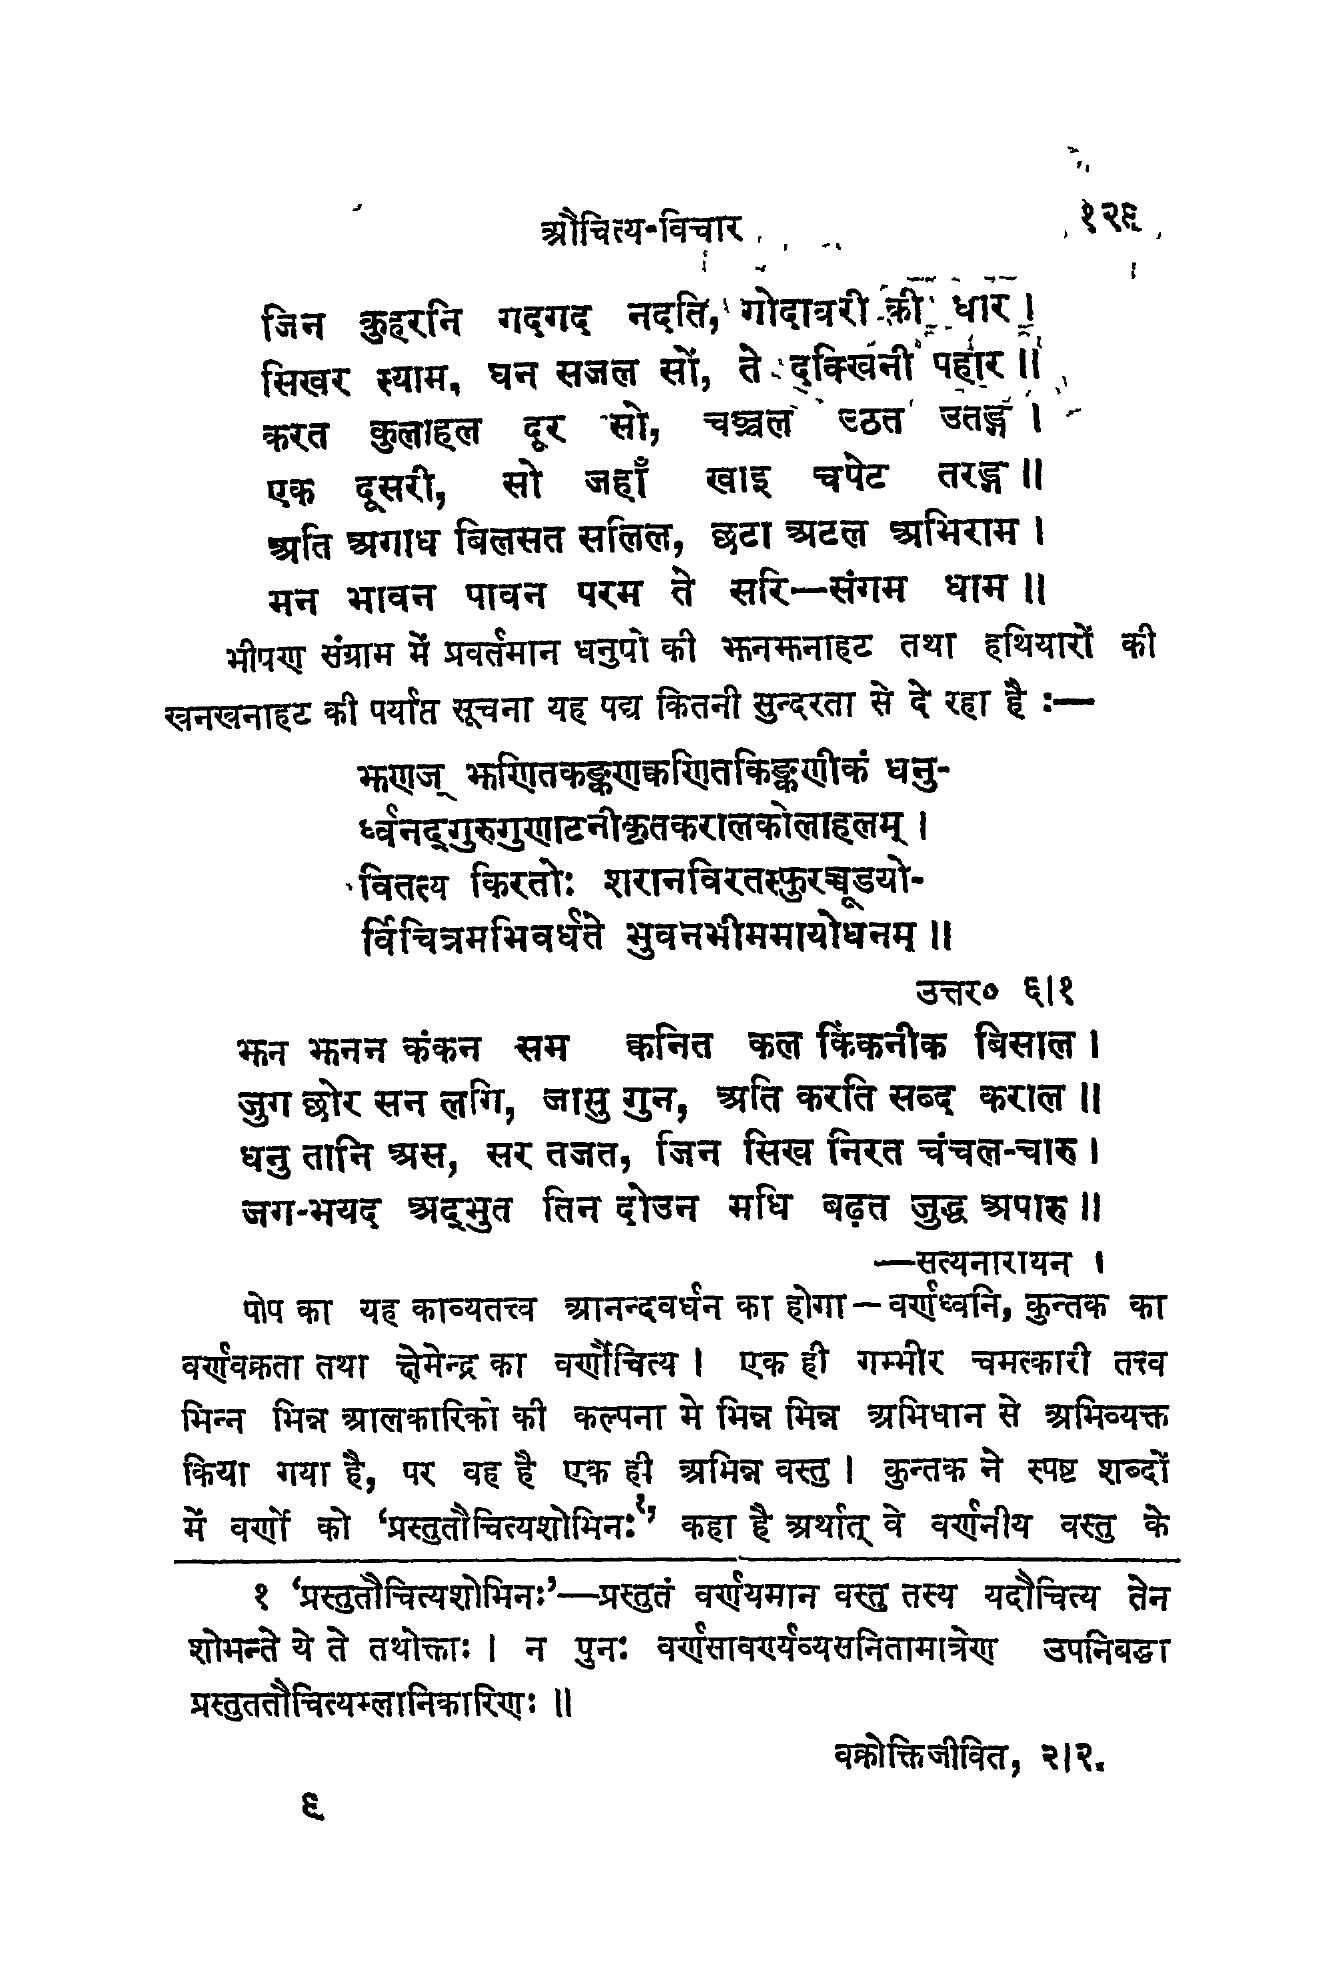 औचित्य-विचार १२९
जिन कुहरनि गद्गद् नदति, गोदावरी की धार ।
सिखर स्याम, घन सजल सों, ते दक्खिनी पहार ॥
करत कुलाहल दूर सो, चञ्चल उठत उतङ्ग ।
एक दूसरी, सो जहाँ खाइ चपेट तरङ्ग ॥
अति अगाध बिलसत सलिल, छटा अटल अभिराम ।
मन भावन पावन परम ते सरि—संगम धाम ॥
भीषण संग्राम में प्रवर्तमान धनुषो की झनझनाहट तथा हथियारों की
खनखनाहट की पर्याप्त सूचना यह पद्य कितनी सुन्दरता से दे रहा है :—
झणज् झणितकङ्कणक्वणितकिङ्कणीकं धनु-
र्ध्वनद्गुरुगुणाटनीकृतकरालकोलाहलम् ।
वितत्य किरतोः शरानविरतस्फुरच्चूडयो-
र्विचित्रमभिवर्धते भुवनभीममायोधनम् ॥
उत्तर० ६।१
झन झनन कंकन सम क्वनित कल किंकनीक बिसाल ।
जुग छोर सन लगि, जासु गुन, अति करति सब्द कराल ॥
धनु तानि अस, सर तजत, जिन सिख निरत चंचल-चारु ।
जग-भयद अद्भुत तिन दोउन मधि बढ़त जुद्ध अपारु ॥
—सत्यनारायन ।
पोप का यह काव्यतत्त्व आनन्दवर्धन का होगा—वर्णध्वनि, कुन्तक का
वर्णवक्रता तथा क्षेमेन्द्र का वर्णौचित्य । एक ही गम्भीर चमत्कारी तत्त्व
भिन्न भिन्न आलकारिको की कल्पना मे भिन्न भिन्न अभिधान से अभिव्यक्त
किया गया है, पर वह है एक ही अभिन्न वस्तु । कुन्तक ने स्पष्ट शब्दों
में वर्णो को ‘प्रस्तुतौचित्यशोभिनः१’ कहा है अर्थात् वे वर्णनीय वस्तु के
१ ‘प्रस्तुतौचित्यशोभिनः’—प्रस्तुतं वर्ण्यमान वस्तु तस्य यदौचित्य तेन
शोभन्ते ये ते तथोक्ताः । न पुनः वर्णसावर्ण्यव्यसनितामात्रेण उपनिबद्धा
प्रस्तुततौचित्यम्लानिकारिणः ॥
वक्रोक्तिजीवित, २।२.
९